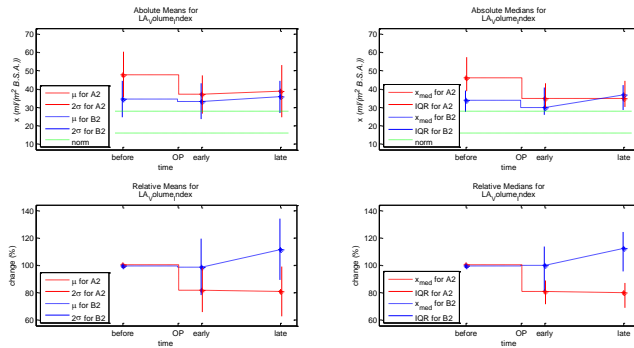 Abolute Means for
LA_Volume_Index
70
60
50
40
30
20
10
x (ml/m² B.S.A.))
μ for A2
2σ for A2
μ for B2
2σ for B2
norm
before
OP
early
late
time
Absolute Medians for
LA_Volume_Index
70
60
50
40
30
20
10
x (ml/m² B.S.A.))
x_med for A2
IQR for A2
x_med for B2
IQR for B2
norm
before
OP
early
late
time
Relative Means for
LA_Volume_Index
140
120
100
80
60
change (%)
μ for A2
2σ for A2
μ for B2
2σ for B2
before
OP
early
late
time
Relative Medians for
LA_Volume_Index
140
120
100
80
60
change (%)
x_med for A2
IQR for A2
x_med for B2
IQR for B2
before
OP
early
late
time